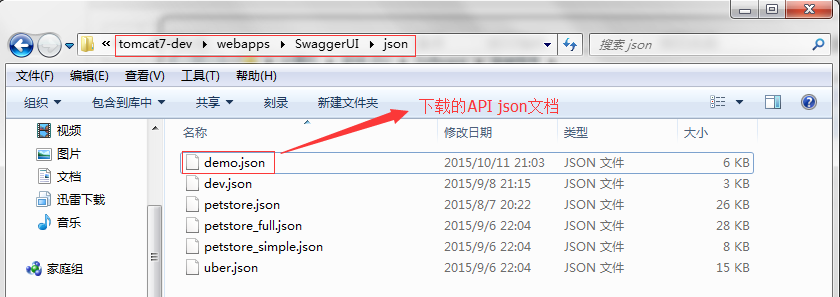 « tomcat7-dev ▸ webapps ▸ SwaggerUI ▸ json
搜索 json
文件(F) 编辑(E) 查看(V) 工具(T) 帮助(H)
组织 包含到库中 共享 刻录 新建文件夹
下载的API json文档
视频
图片
文档
迅雷下载
音乐
家庭组
名称 修改日期 类型 大小
demo.json 2015/10/11 21:03 JSON 文件 6 KB
dev.json 2015/9/8 21:15 JSON 文件 3 KB
petstore.json 2015/8/7 20:22 JSON 文件 26 KB
petstore_full.json 2015/9/6 22:04 JSON 文件 28 KB
petstore_simple.json 2015/9/6 22:04 JSON 文件 8 KB
uber.json 2015/9/6 22:04 JSON 文件 15 KB